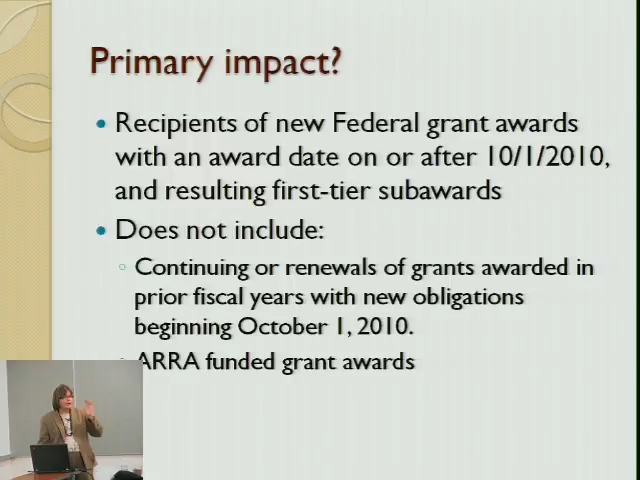 Primary impact?
Recipients of new Federal grant awards
with an award date on or after 10/1/2010,
and resulting first-tier subawards
Does not include:
Continuing or renewals of grants awarded in
prior fiscal years with new obligations
beginning October 1, 2010.
ARRA funded grant awards